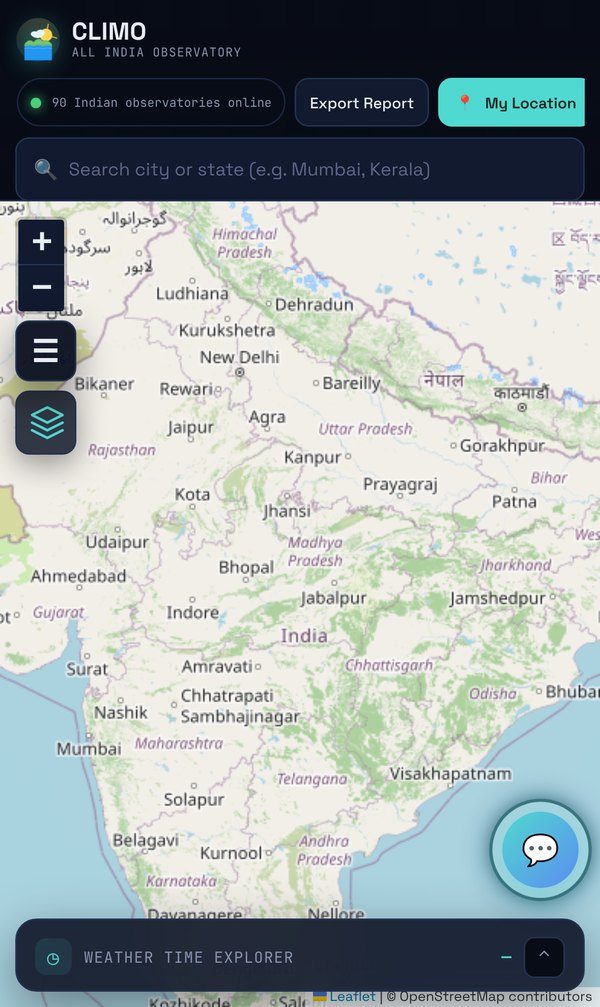 CLIMO
ALL INDIA OBSERVATORY
90 Indian observatories online
Export Report
My Location
Search city or state (e.g. Mumbai, Kerala)
گوجرانوالہ
Himachal
Pradesh
سرگودھا
لاہور
ملتان
Ludhiana
Dehradun
Kurukshetra
New Delhi
Bikaner
Rewari
Bareilly
नेपाल
काठमाडौँ
Jaipur
Agra
Uttar Pradesh
Rajasthan
Kanpur
Gorakhpur
Bihar
Kota
Prayagraj
Patna
Jhansi
Udaipur
Madhya
Pradesh
Bhopal
Jharkhand
Ahmedabad
Jabalpur
Jamshedpur
Gujarat
Indore
India
Surat
Amravati
Chhattisgarh
Chhatrapati
Sambhajinagar
Odisha
Bhubar
Nashik
Mumbai
Maharashtra
Telangana
Visakhapatnam
Solapur
Belagavi
Kurnool
Andhra
Pradesh
Karnataka
Davanagere
Nellore
WEATHER TIME EXPLORER
Leaflet | © OpenStreetMap contributors
Kozhikode